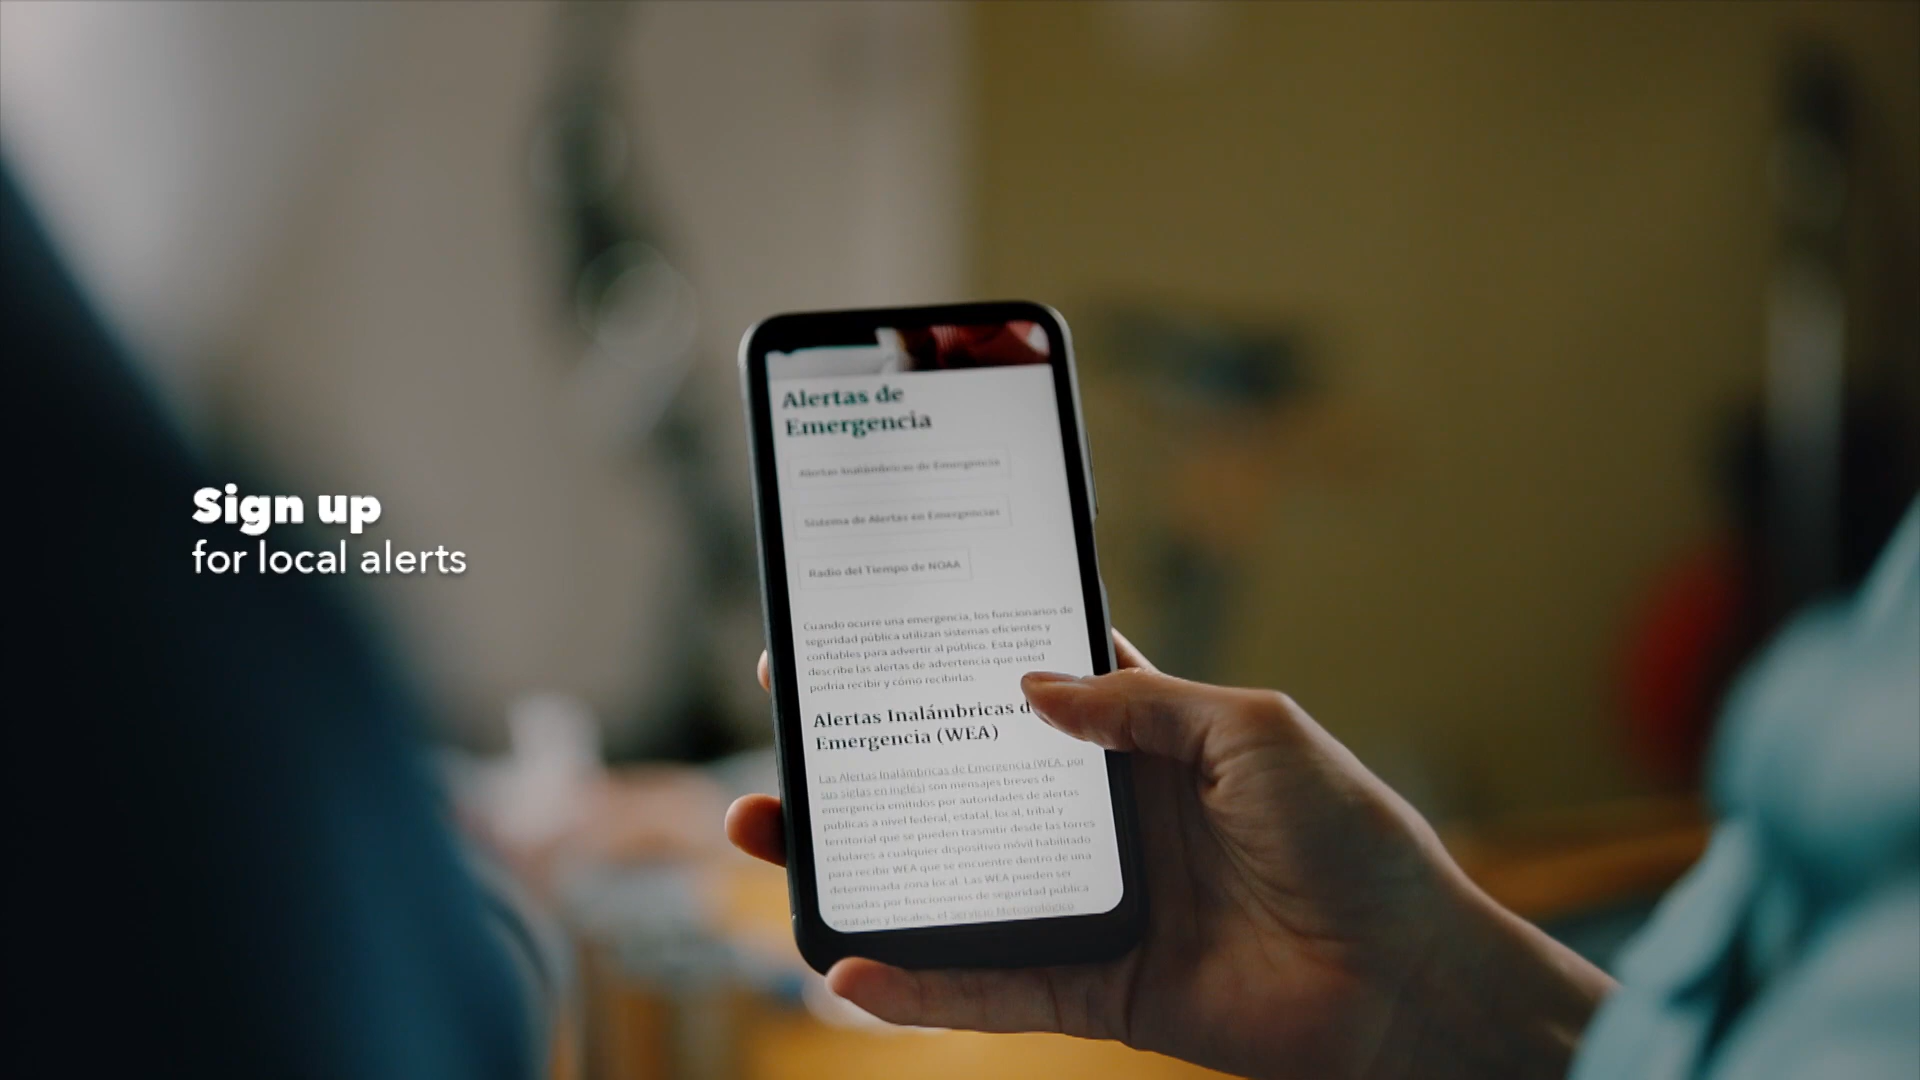 Sign up
for local alerts
Alertas de
Emergencia
Alertas Inalámbricas de Emergencia
Sistema de Alertas en Emergencias
Radio del Tiempo de NOAA
Cuando ocurre una emergencia, los funcionarios de
seguridad pública utilizan sistemas eficientes y
confiables para advertir al público. Esta página
describe las alertas de advertencia que usted
podría recibir y cómo recibirlas.
Alertas Inalámbricas d
Emergencia (WEA)
Las Alertas Inalámbricas de Emergencia (WEA, por
sus siglas en inglés) son mensajes breves de
emergencia emitidos por autoridades de alertas
públicas a nivel federal, estatal, local, tribal y
territorial que se pueden trasmitir desde las torres
celulares a cualquier dispositivo móvil habilitado
para recibir WEA que se encuentre dentro de una
determinada zona local. Las WEA pueden ser
enviadas por funcionarios de seguridad pública
estatales y locales, el Servicio Meteorológico